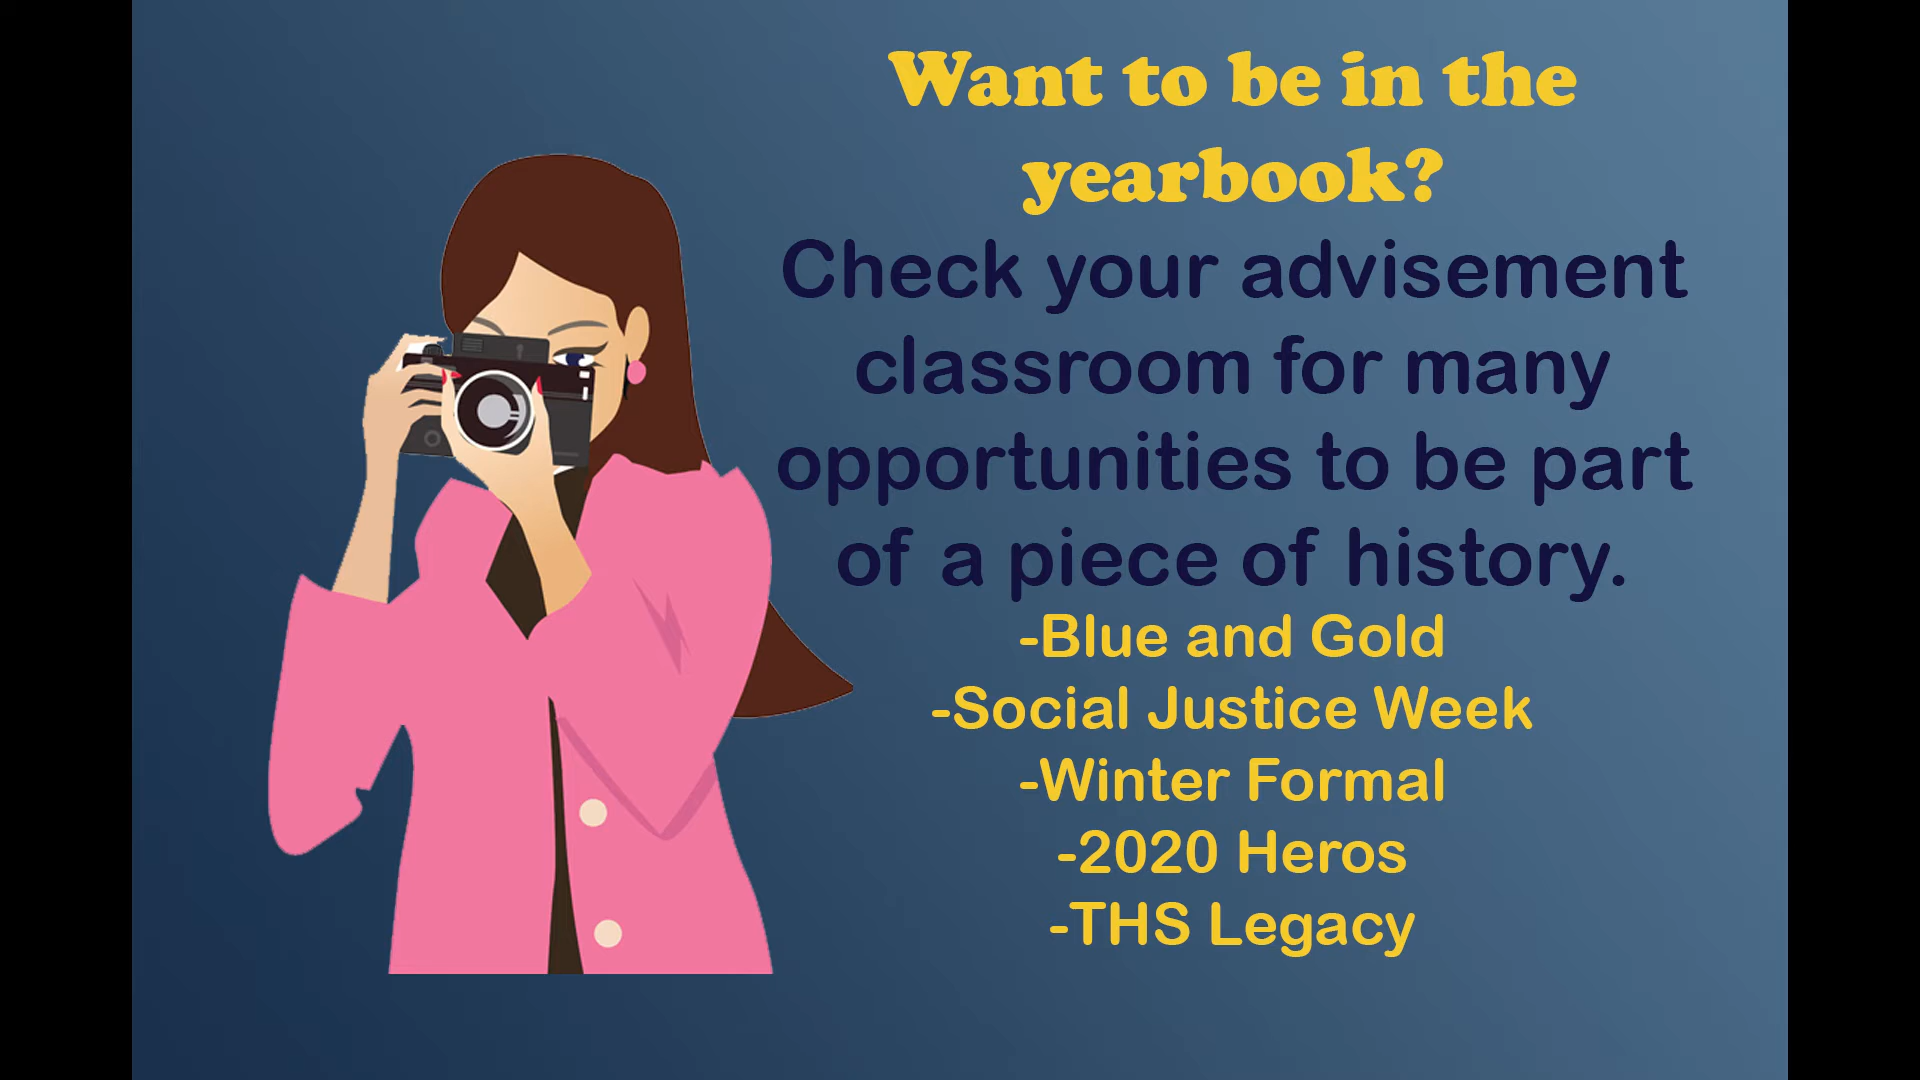 Want to be in the
yearbook?
Check your advisement
classroom for many
opportunities to be part
of a piece of history.
-Blue and Gold
-Social Justice Week
-Winter Formal
-2020 Heros
-THS Legacy